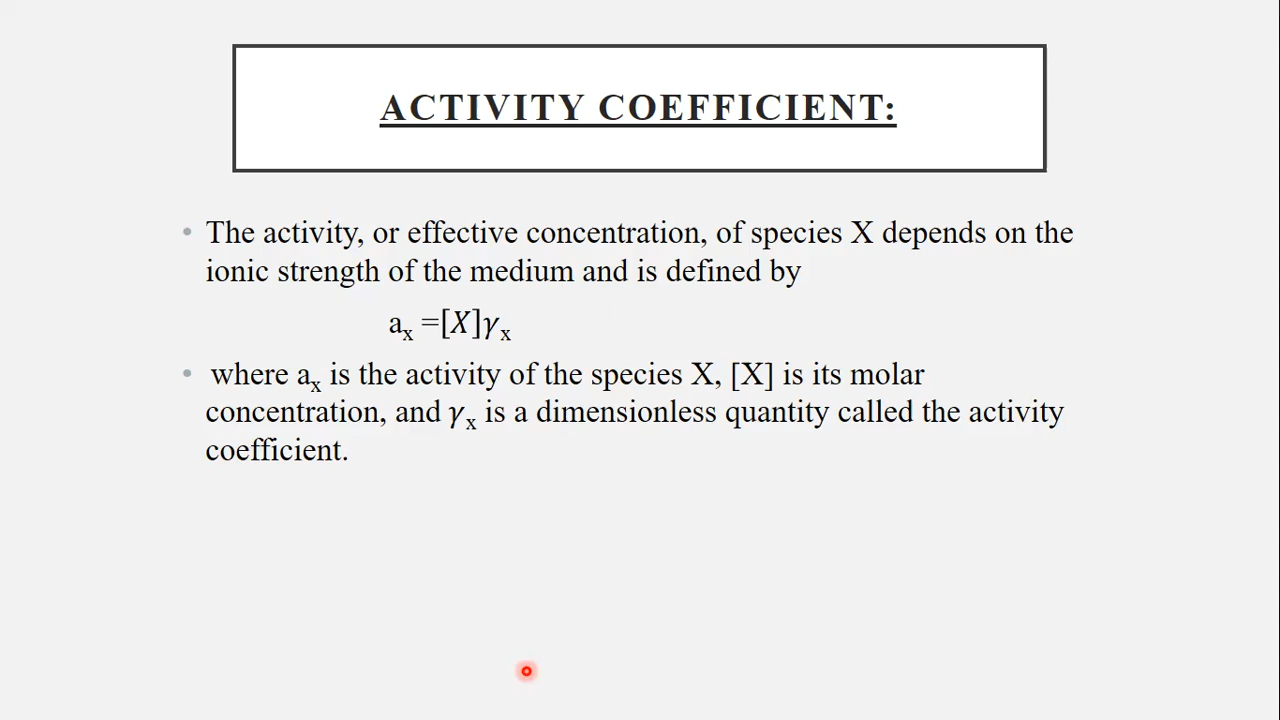 ACTIVITY COEFFICIENT:
• The activity, or effective concentration, of species X depends on the
ionic strength of the medium and is defined by
aₓ =[𝑋]𝛾ₓ
• where aₓ is the activity of the species X, [X] is its molar
concentration, and 𝛾ₓ is a dimensionless quantity called the activity
coefficient.